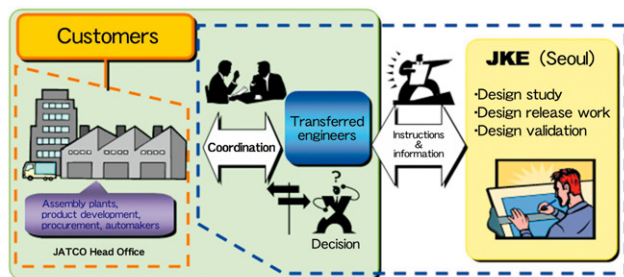 Customers
Assembly plants,
product development,
procurement, automakers
JATCO Head Office
Coordination
Transferred
engineers
?
Decision
Instructions
&
information
JKE (Seoul)
・Design study
・Design release work
・Design validation